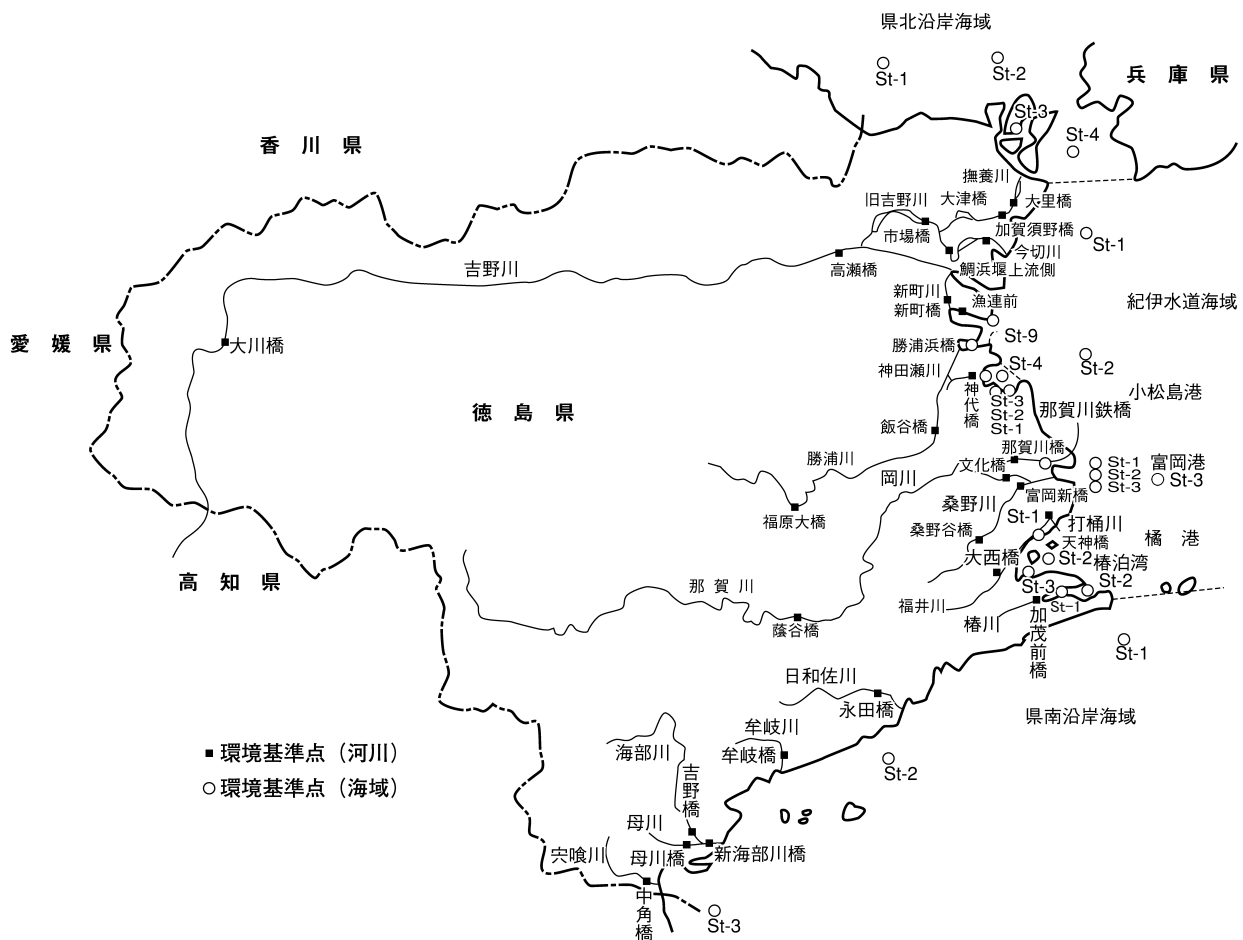 県北沿岸海域
St-1
St-2
兵 庫 県
St-3
St-4
香 川 県
撫養川
旧吉野川
大津橋
大里橋
市場橋
加賀須野橋
St-1
今切川
吉野川
高瀬橋
鯛浜堰上流側
新町川
漁連前
新町橋
紀伊水道海域
愛 媛 県
大川橋
勝浦浜橋
St-9
St-2
神田瀬川
St-4
小松島港
徳 島 県
神代橋
St-3
St-2
St-1
那賀川鉄橋
飯谷橋
那賀川橋
勝浦川
文化橋
St-1
St-2
St-3
富岡港
St-3
岡川
富岡新橋
桑野川
福原大橋
St-1
打桶川
桑野谷橋
天神橋
橘 港
大西橋
St-2
椿泊湾
高 知 県
St-3
St-2
那 賀 川
福井川
St-1
椿川
加茂前橋
蔭谷橋
St-1
日和佐川
永田橋
県南沿岸海域
牟岐川
海部川
牟岐橋
St-2
■ 環境基準点（河川）
○ 環境基準点（海域）
吉野橋
母川
宍喰川
母川橋
新海部川橋
中角橋
St-3